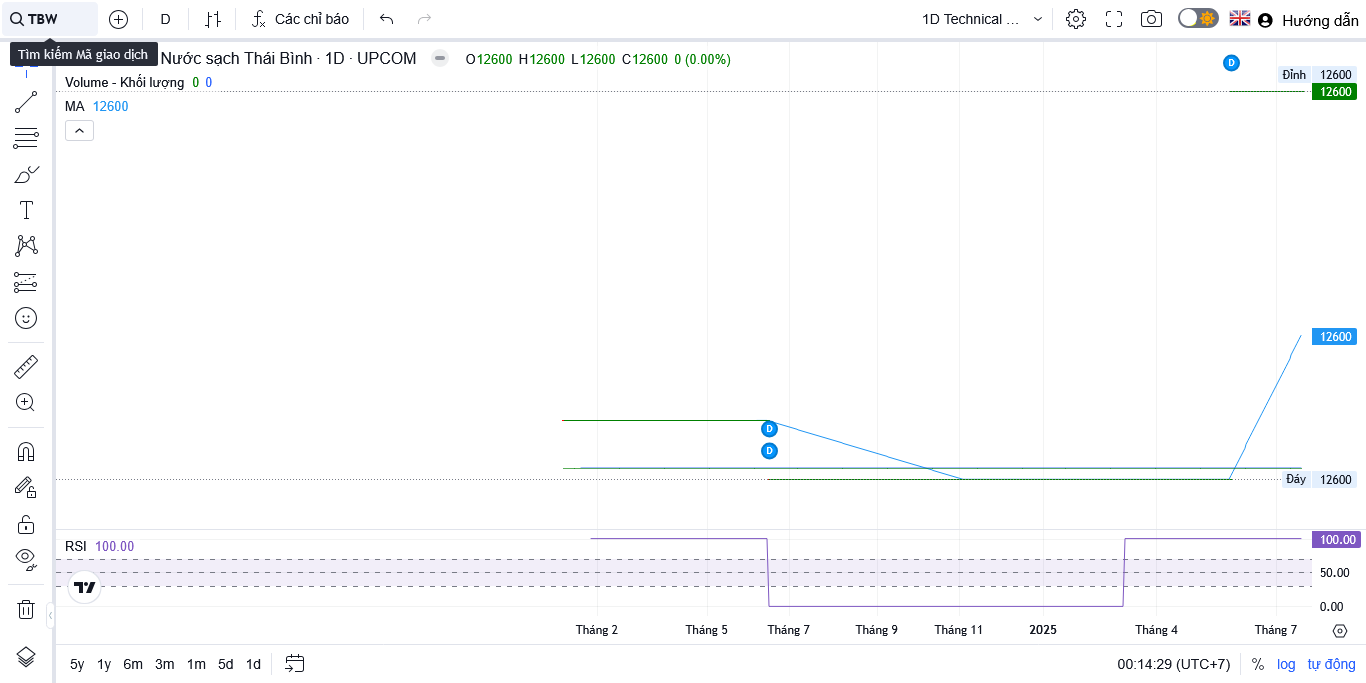 TBW D Các chỉ báo 1D Technical ... Hướng dẫn
Tìm kiếm Mã giao dịch
Nước sạch Thái Bình · 1D · UPCOM O12600 H12600 L12600 C12600 0 (0.00%)
D
Đỉnh 12600
Volume - Khối lượng 0 0
12600
MA 12600
12600
D
D
Đáy 12600
RSI 100.00
100.00
50.00
0.00
Tháng 2 Tháng 5 Tháng 7 Tháng 9 Tháng 11 2025 Tháng 4 Tháng 7
5y 1y 6m 3m 1m 5d 1d 00:14:29 (UTC+7) % log tự động